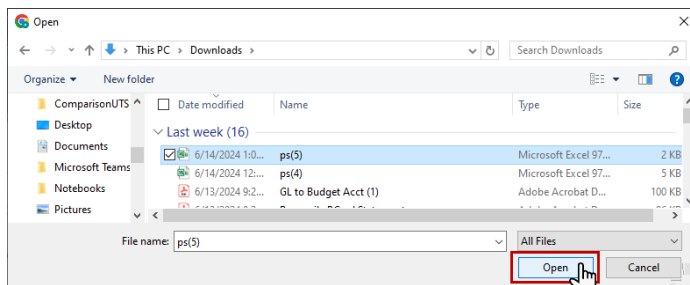 Open
This PC > Downloads >
Search Downloads
Organize New folder
ComparisonUTS
Desktop
Documents
Microsoft Teams
Notebooks
Pictures
Date modified Name Type Size
Last week (16)
6/14/2024 1:0... ps(5) Microsoft Excel 97... 2 KB
6/14/2024 12:... ps(4) Microsoft Excel 97... 5 KB
6/13/2024 9:2... GL to Budget Acct (1) Adobe Acrobat D... 100 KB
File name: ps(5) All Files
Open Cancel